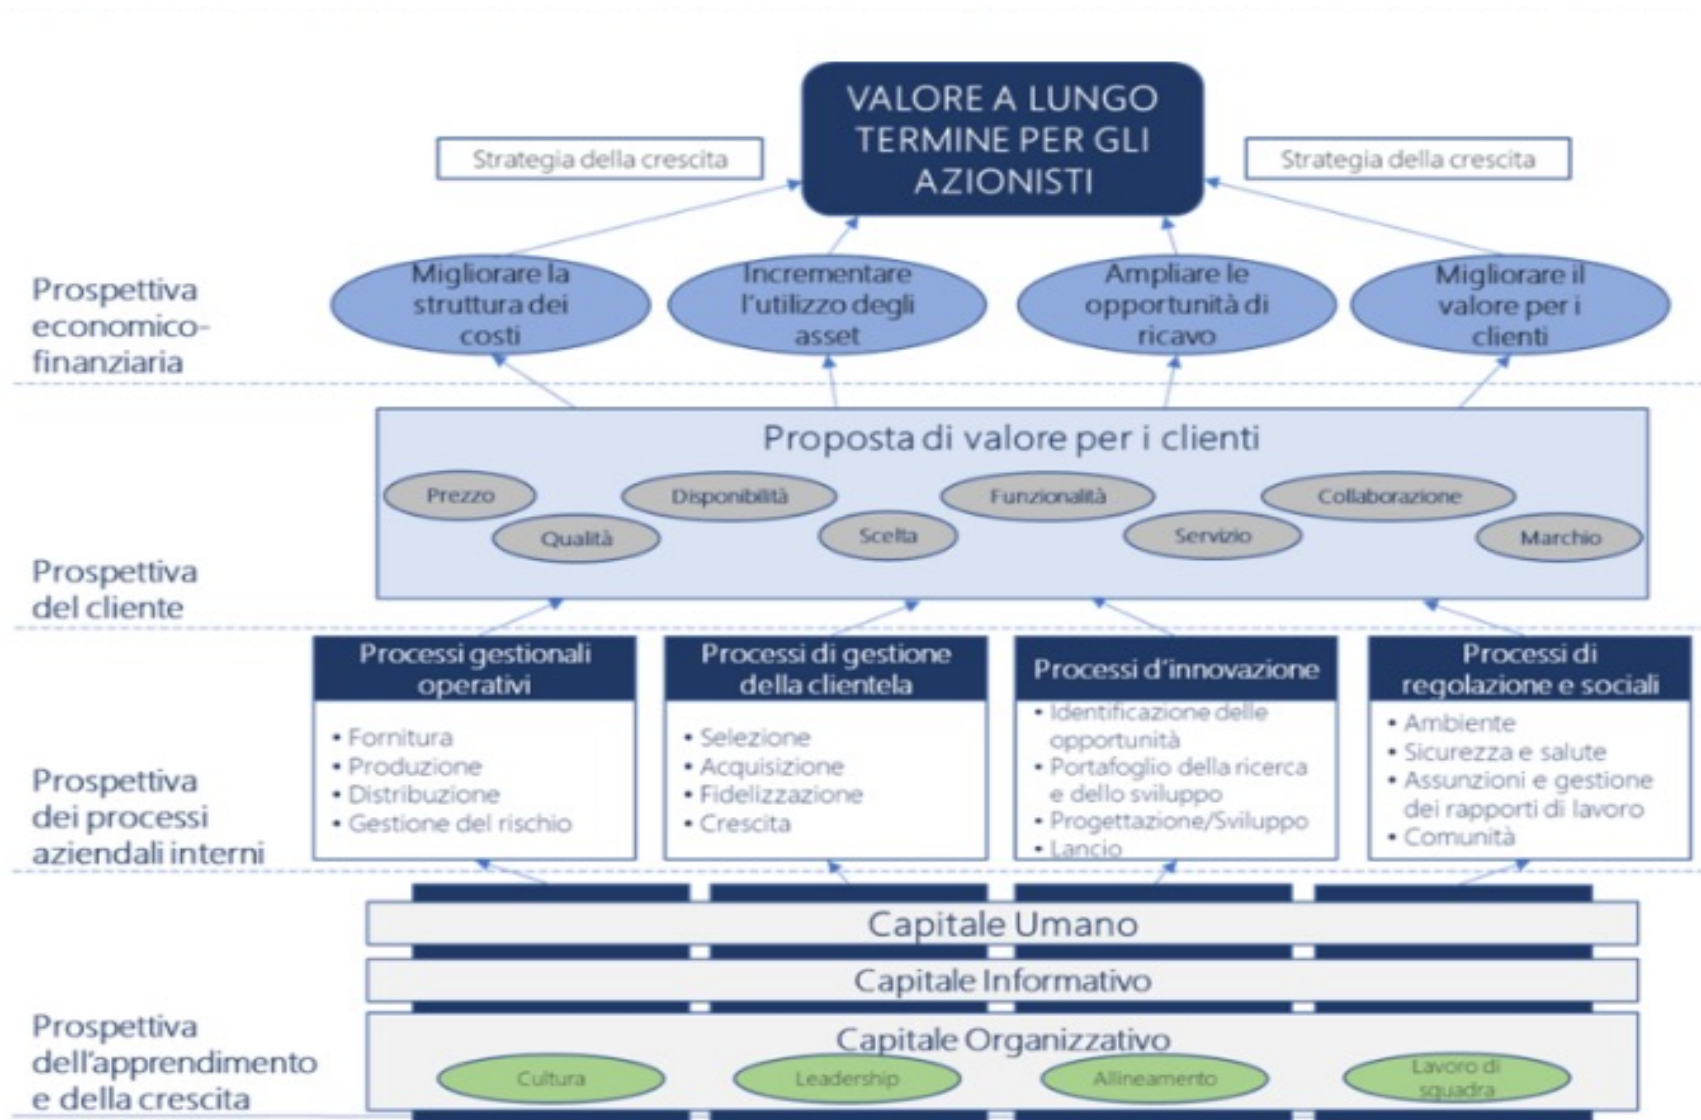 VALORE A LUNGO
TERMINE PER GLI
AZIONISTI
Strategia della crescita
Strategia della crescita
Prospettiva
economico-
finanziaria
Migliorare la
struttura dei
costi
Incrementare
l'utilizzo degli
asset
Ampliare le
opportunità di
ricavo
Migliorare il
valore per i
clienti
Prospettiva
del cliente
Proposta di valore per i clienti
Prezzo
Qualità
Disponibilità
Scelta
Funzionalità
Servizio
Collaborazione
Marchio
Prospettiva
dei processi
aziendali interni
Processi gestionali
operativi
• Fornitura
• Produzione
• Distribuzione
• Gestione del rischio
Processi di gestione
della clientela
• Selezione
• Acquisizione
• Fidelizzazione
• Crescita
Processi d'innovazione
• Identificazione delle
opportunità
• Portafoglio della ricerca
e dello sviluppo
• Progettazione/Sviluppo
• Lancio
Processi di
regolazione e sociali
• Ambiente
• Sicurezza e salute
• Assunzioni e gestione
dei rapporti di lavoro
• Comunità
Prospettiva
dell'apprendimento
e della crescita
Capitale Umano
Capitale Informativo
Capitale Organizzativo
Cultura
Leadership
Allineamento
Lavoro di
squadra